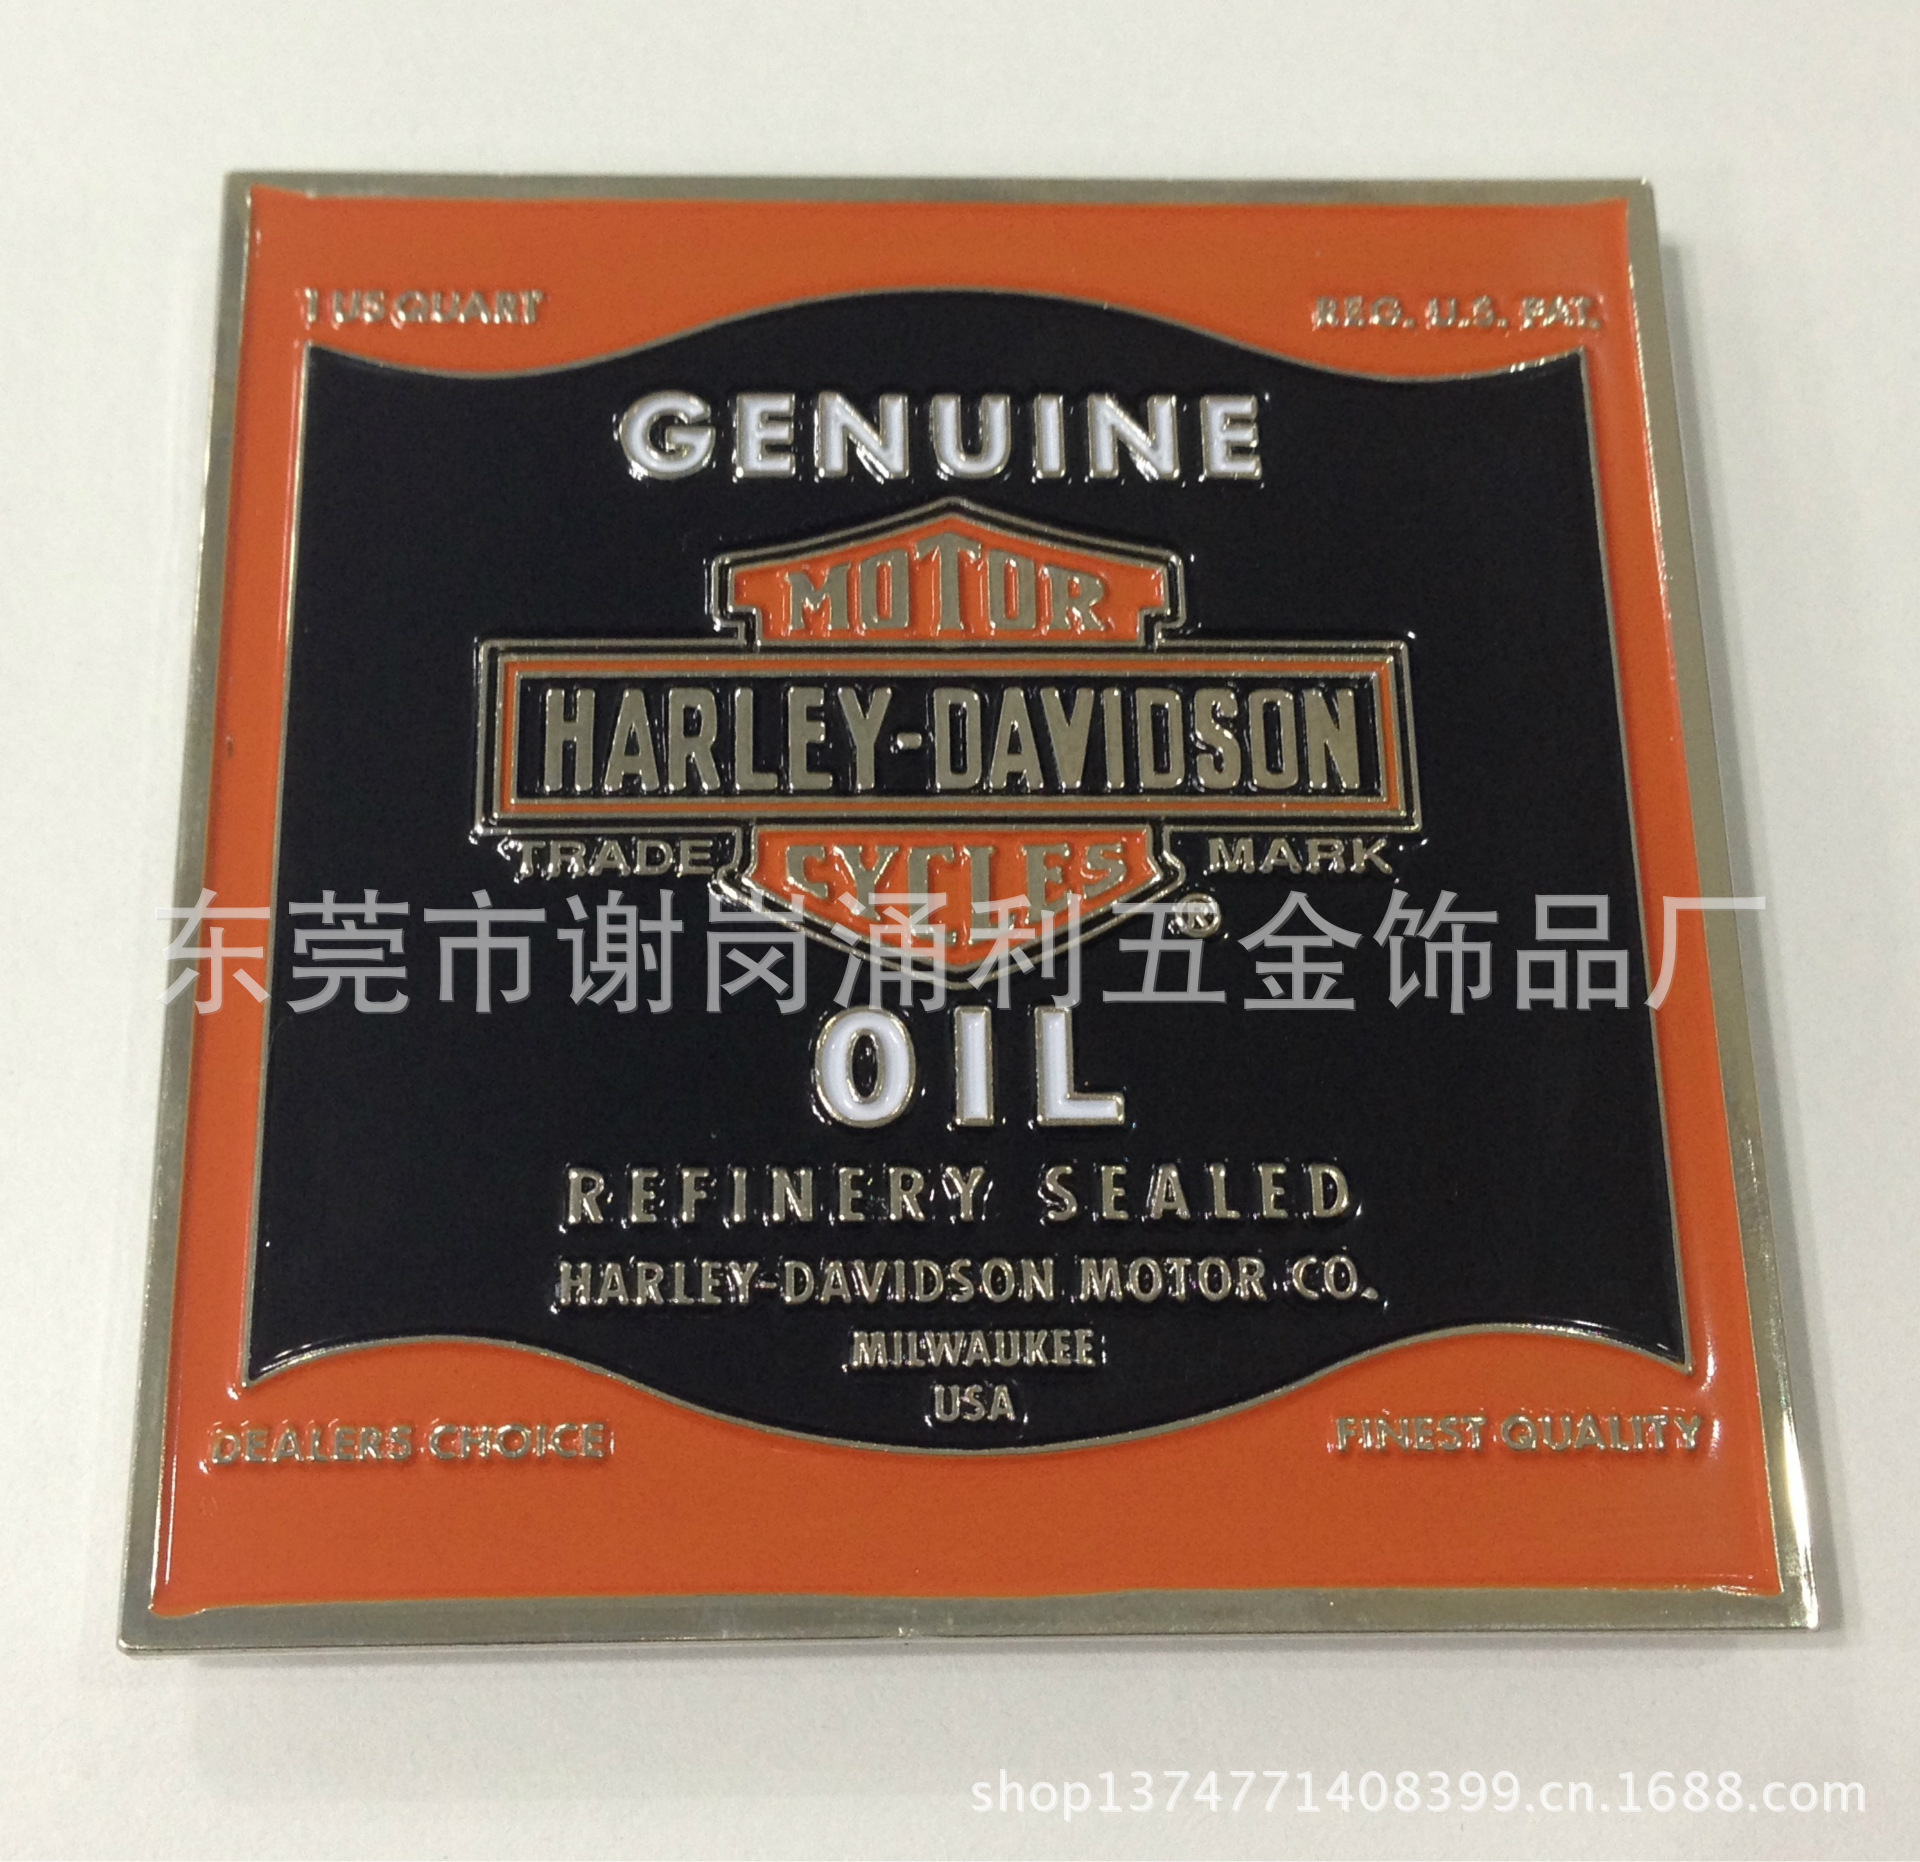 1 US QUART
REG. U.S. PAT.
GENUINE
MOTOR
HARLEY-DAVIDSON
TRADE
MARK
CYCLES
®
东莞市谢岗涌利五金饰品厂
OIL
REFINERY SEALED
HARLEY-DAVIDSON MOTOR CO.
MILWAUKEE
USA
DEALERS CHOICE
FINEST QUALITY
shop1374771408399.cn.1688.com